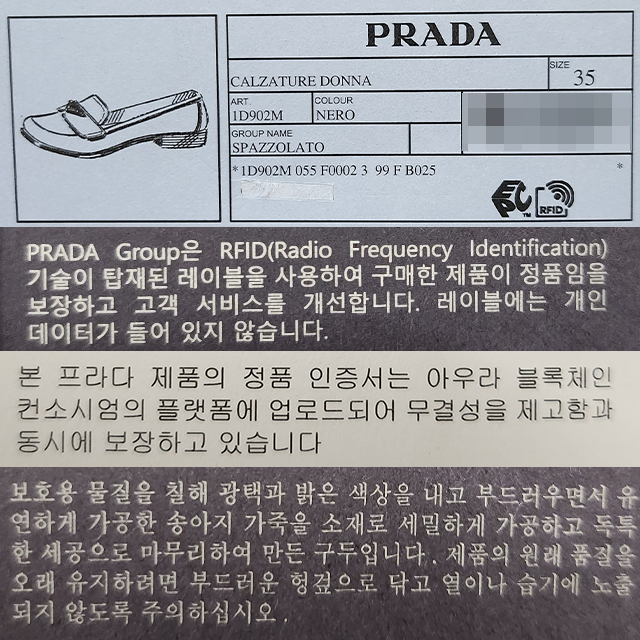 PRADA
CALZATURE DONNA
SIZE
35
ART.
1D902M
COLOUR
NERO
GROUP NAME
SPAZZOLATO
*1D902M 055 F0002 3 99 F B025 *
EPC TM RFID
PRADA Group은 RFID(Radio Frequency Identification)
기술이 탑재된 레이블을 사용하여 구매한 제품이 정품임을
보장하고 고객 서비스를 개선합니다. 레이블에는 개인
데이터가 들어 있지 않습니다.
본 프라다 제품의 정품 인증서는 아우라 블록체인
컨소시엄의 플랫폼에 업로드되어 무결성을 제고함과
동시에 보장하고 있습니다
보호용 물질을 칠해 광택과 밝은 색상을 내고 부드러우면서 유
연하게 가공한 송아지 가죽을 소재로 세밀하게 가공하고 독특
한 세공으로 마무리하여 만든 구두입니다. 제품의 원래 품질을
오래 유지하려면 부드러운 헝겊으로 닦고 열이나 습기에 노출
되지 않도록 주의하십시오.